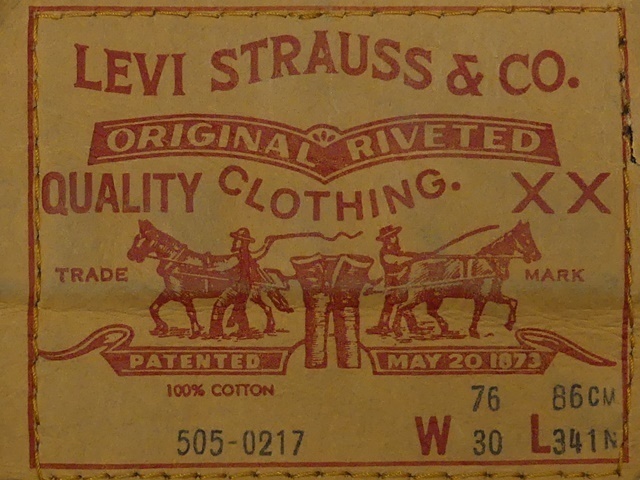 LEVI STRAUSS & CO.
ORIGINAL RIVETED
QUALITY CLOTHING. XX
TRADE MARK
PATENTED MAY 20 1873
100% COTTON
76 86CM
505-0217 W 30 L34IN